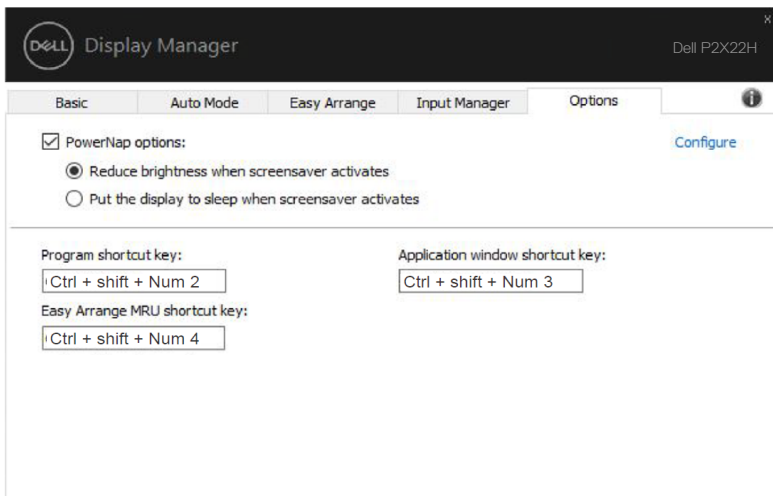 x
DELL Display Manager
Dell P2X22H
Basic Auto Mode Easy Arrange Input Manager Options i
PowerNap options: Configure
Reduce brightness when screensaver activates
Put the display to sleep when screensaver activates
Program shortcut key: Application window shortcut key:
Ctrl + shift + Num 2 Ctrl + shift + Num 3
Easy Arrange MRU shortcut key:
Ctrl + shift + Num 4